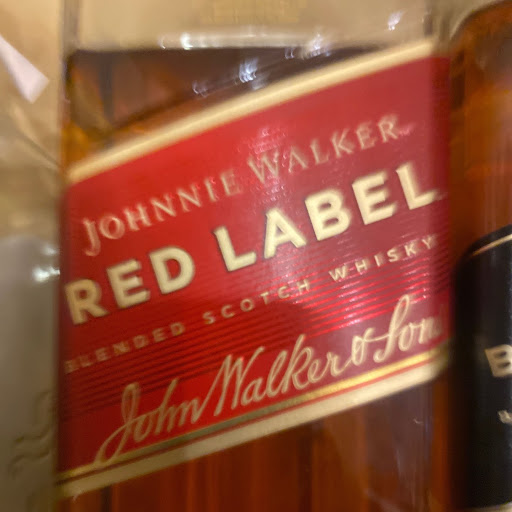 JOHNNIE WALKER
RED LABEL
BLENDED SCOTCH WHISKY
John Walker & Sons
B